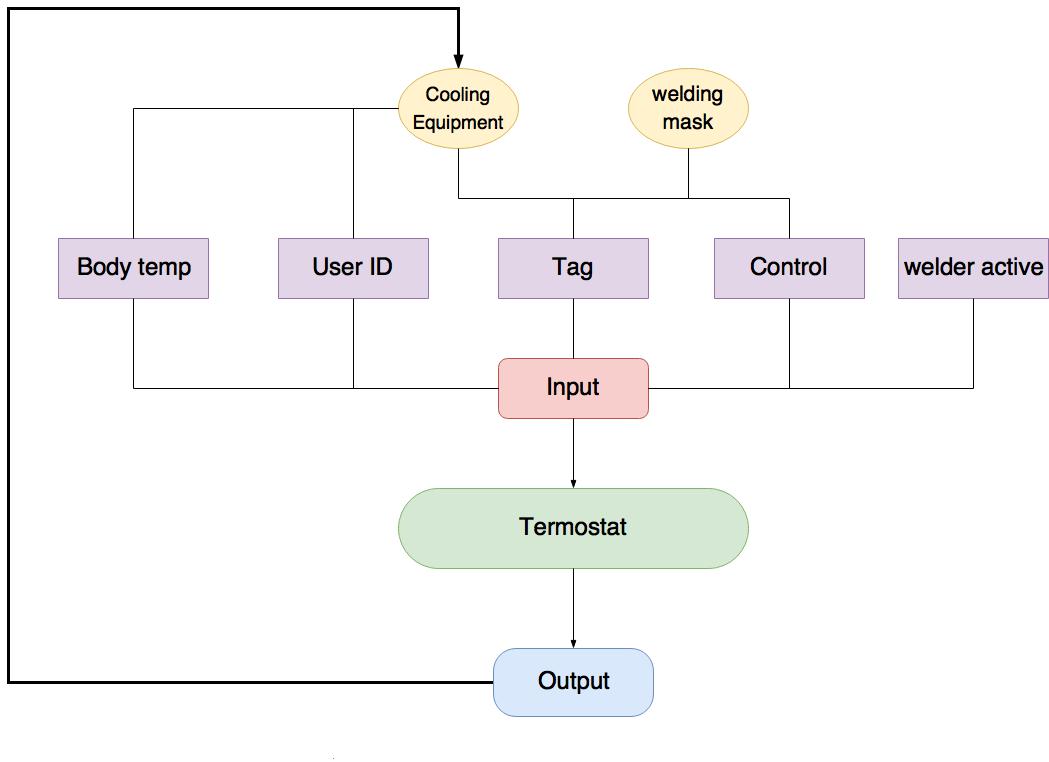 Cooling
Equipment
welding
mask
Body temp
User ID
Tag
Control
welder active
Input
Termostat
Output